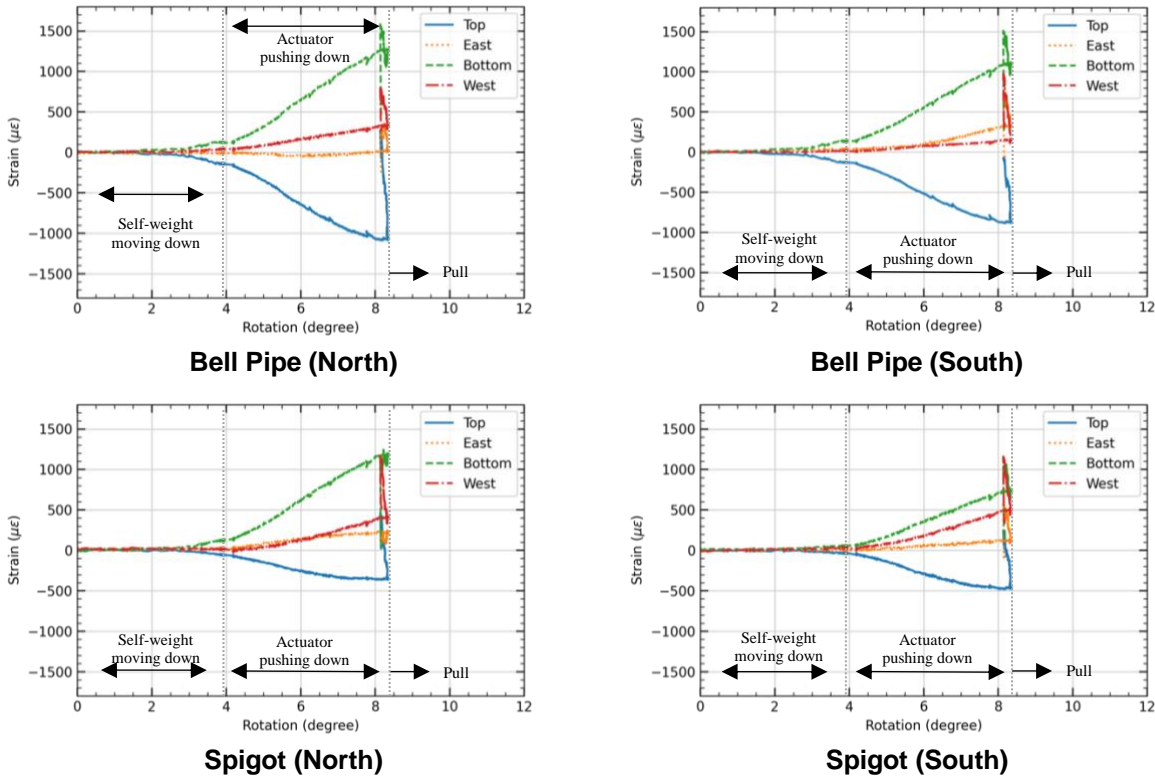 1500
1000
500
0
−500
−1000
−1500
Strain (με)
Actuator
pushing down
Top
East
Bottom
West
Self-weight
moving down
Pull
0 2 4 6 8 10 12
Rotation (degree)
Bell Pipe (North)
1500
1000
500
0
−500
−1000
−1500
Strain (με)
Top
East
Bottom
West
Self-weight
moving down
Actuator
pushing down
Pull
0 2 4 6 8 10 12
Rotation (degree)
Bell Pipe (South)
1500
1000
500
0
−500
−1000
−1500
Strain (με)
Top
East
Bottom
West
Self-weight
moving down
Actuator
pushing down
Pull
0 2 4 6 8 10 12
Rotation (degree)
Spigot (North)
1500
1000
500
0
−500
−1000
−1500
Strain (με)
Top
East
Bottom
West
Self-weight
moving down
Actuator
pushing down
Pull
0 2 4 6 8 10 12
Rotation (degree)
Spigot (South)